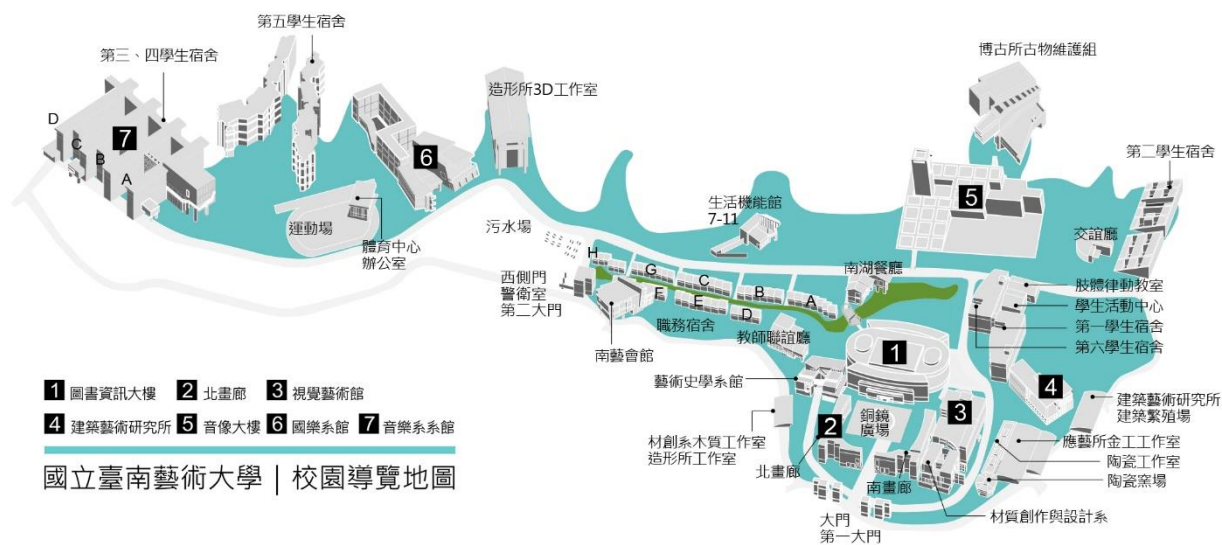 第五學生宿舍
第三、四學生宿舍
博古所古物維護組
造形所3D工作室
D
C
B
A
7
6
第二學生宿舍
5
生活機能館
7-11
污水場
運動場
體育中心
辦公室
交誼廳
H
G
C
B
A
F
E
D
南湖餐廳
西側門
警衛室
第二大門
肢體律動教室
學生活動中心
第一學生宿舍
第六學生宿舍
職務宿舍
教師聯誼廳
南藝會館
1
藝術史學系館
4
建築藝術研究所
建築繁殖場
銅鏡
廣場
3
2
材創系木質工作室
造形所工作室
北畫廊
南畫廊
應藝所金工工作室
陶瓷工作室
陶瓷窯場
材質創作與設計系
大門
第一大門
1 圖書資訊大樓 2 北畫廊 3 視覺藝術館
4 建築藝術研究所 5 音像大樓 6 國樂系館 7 音樂系系館
國立臺南藝術大學 | 校園導覽地圖